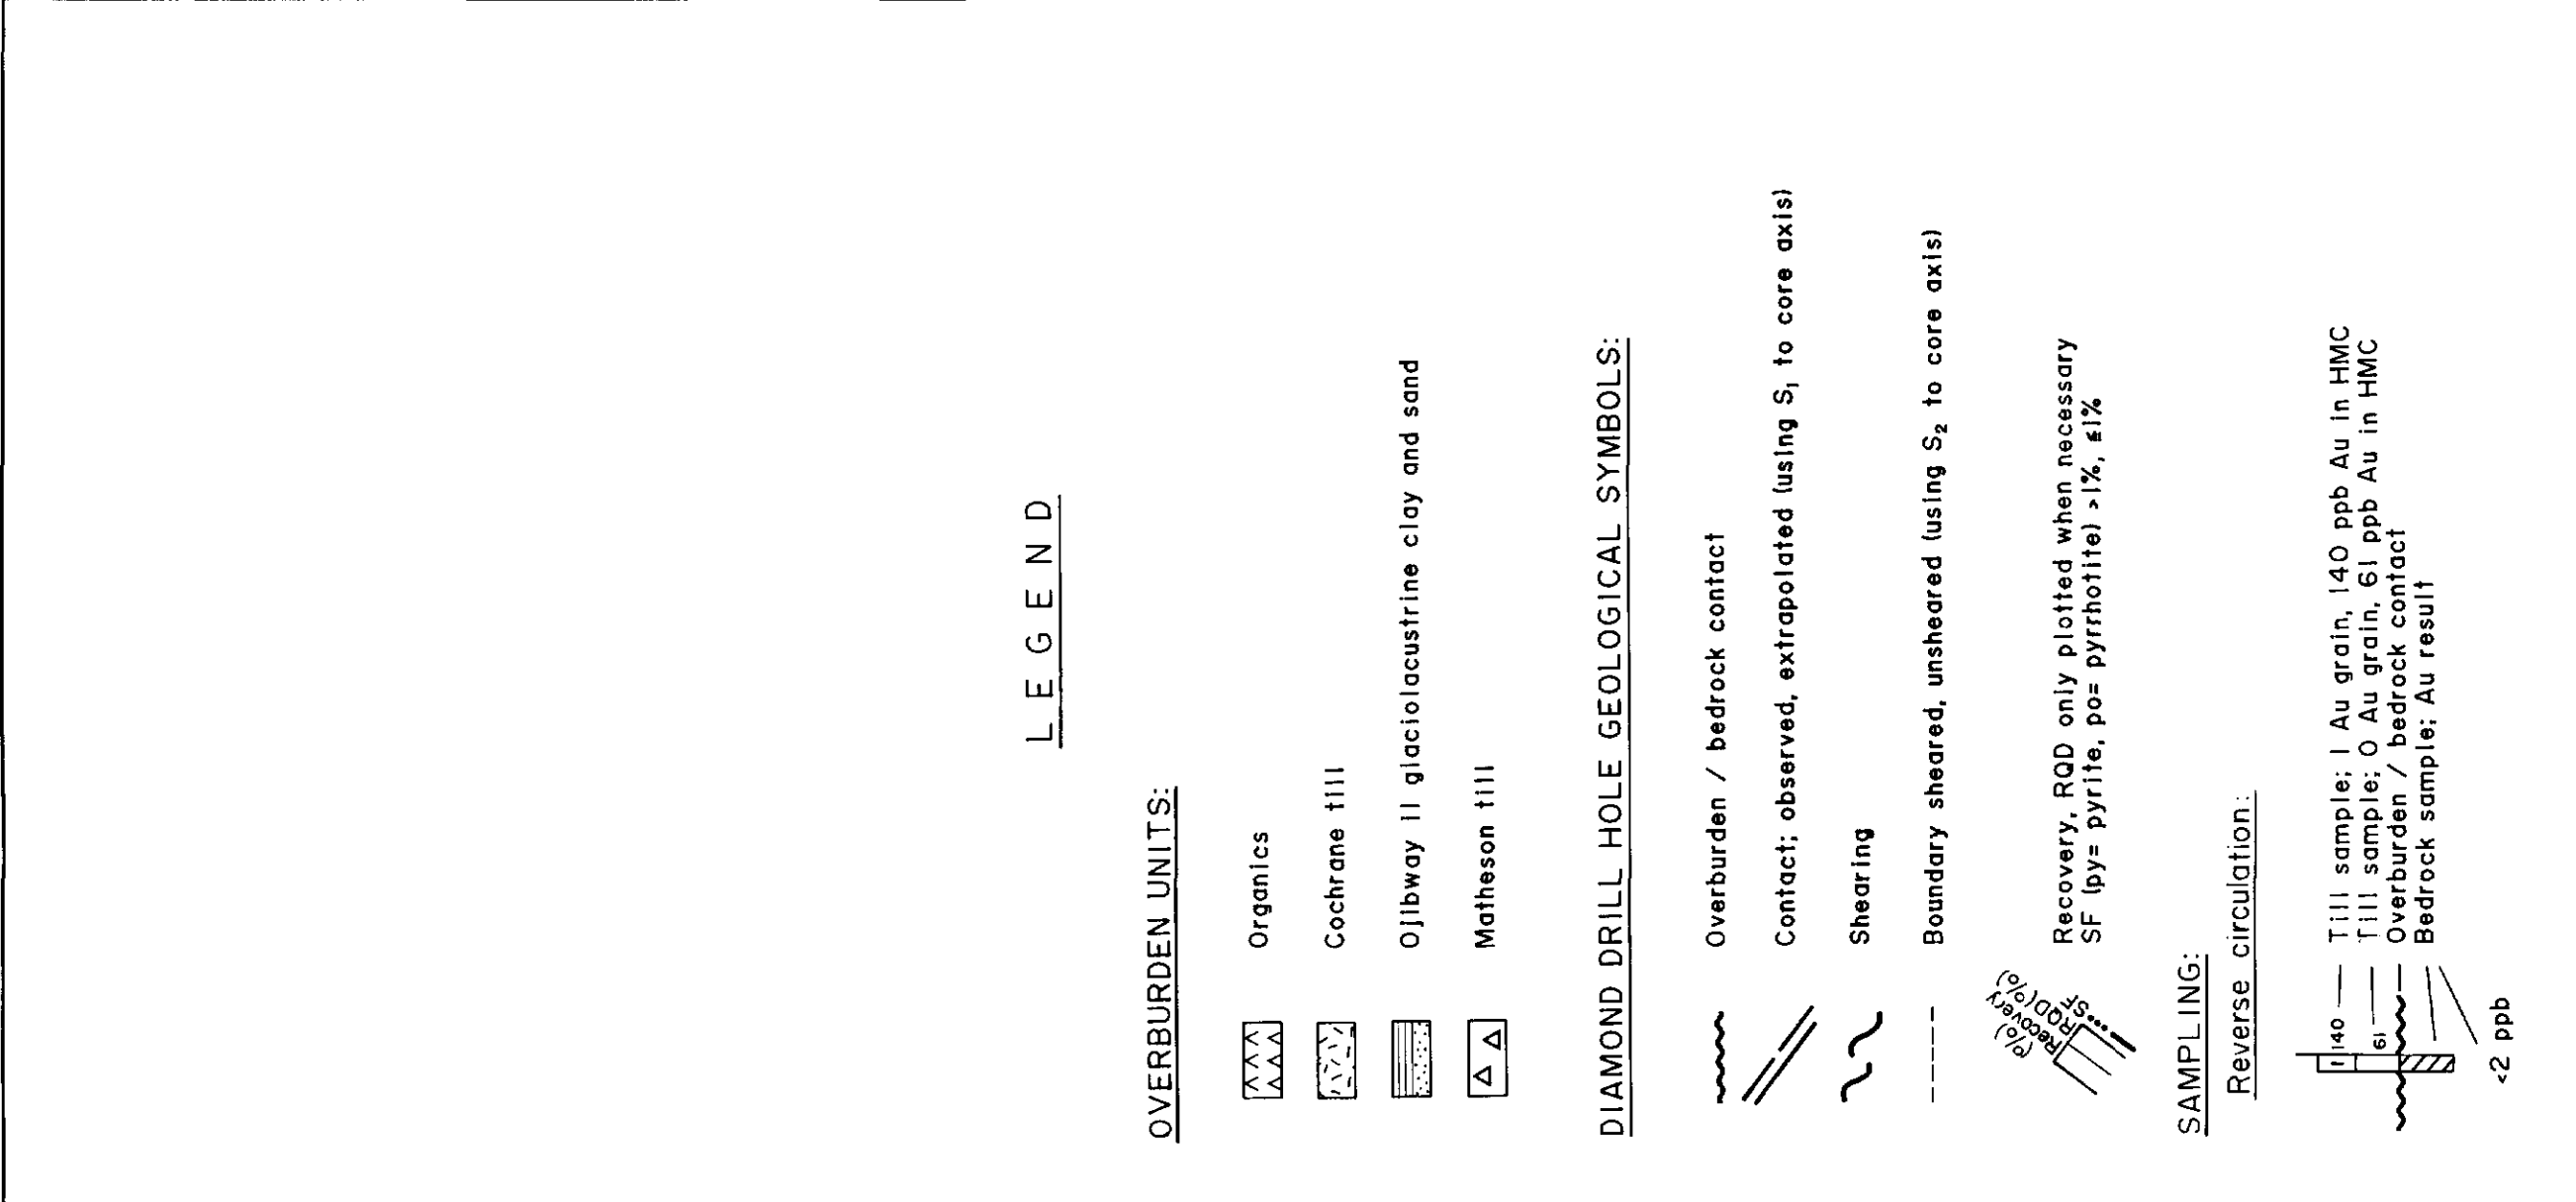 LEGEND
OVERBURDEN UNITS:
Organics
Cochrane till
Ojibway II glaciolacustrine clay and sand
Matheson till
DIAMOND DRILL HOLE GEOLOGICAL SYMBOLS:
Overburden / bedrock contact
Contact; observed, extrapolated (using S₁ to core axis)
Shearing
Boundary sheared, unsheared (using S₂ to core axis)
(%)
Recovery
RQD(%)
SF
Recovery, RQD only plotted when necessary
SF (py= pyrite, po= pyrrhotite) >1%, ≤1%
SAMPLING:
Reverse circulation:
1 140
Till sample; 1 Au grain, 140 ppb Au in HMC
61
Till sample; 0 Au grain, 61 ppb Au in HMC
Overburden / bedrock contact
Bedrock sample; Au result
<2 ppb